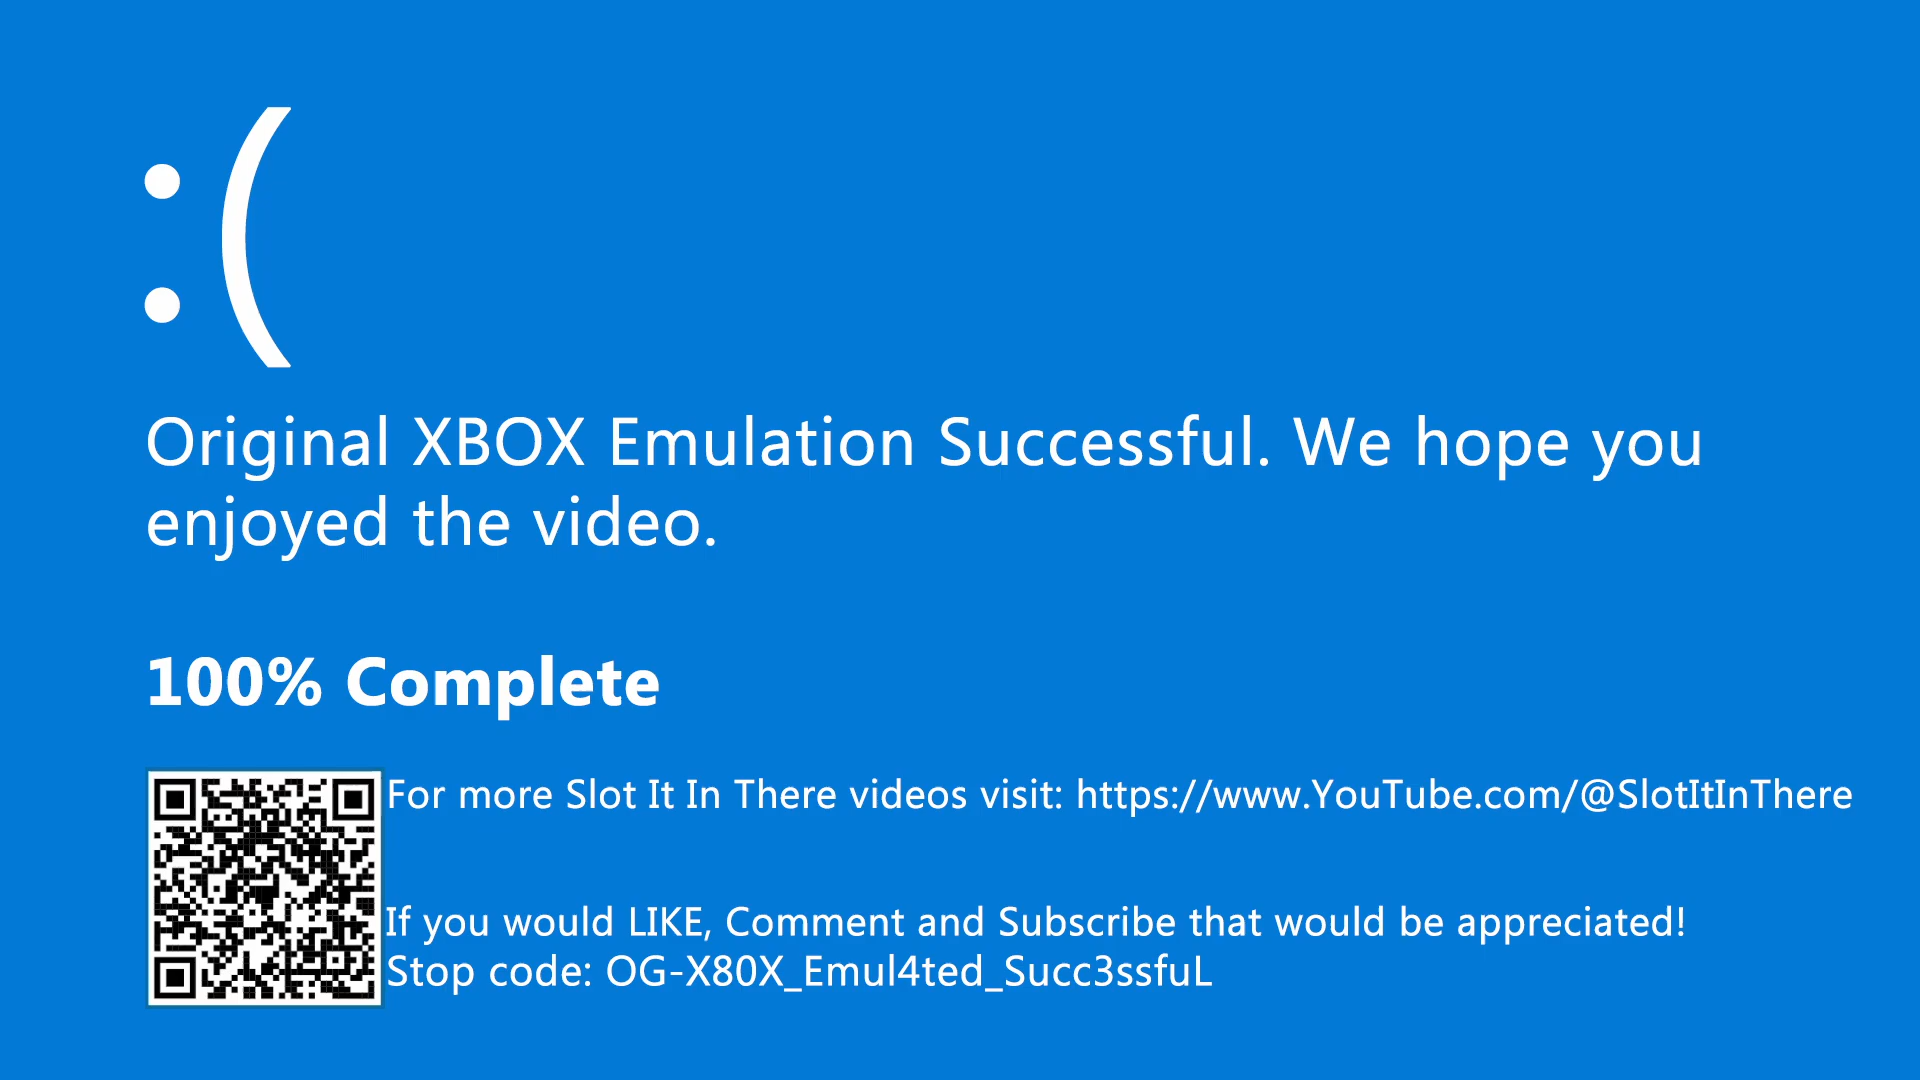 :(
Original XBOX Emulation Successful. We hope you
enjoyed the video.
100% Complete
For more Slot It In There videos visit: https://www.YouTube.com/@SlotItInThere
If you would LIKE, Comment and Subscribe that would be appreciated!
Stop code: OG-X80X_Emul4ted_Succ3ssfuL